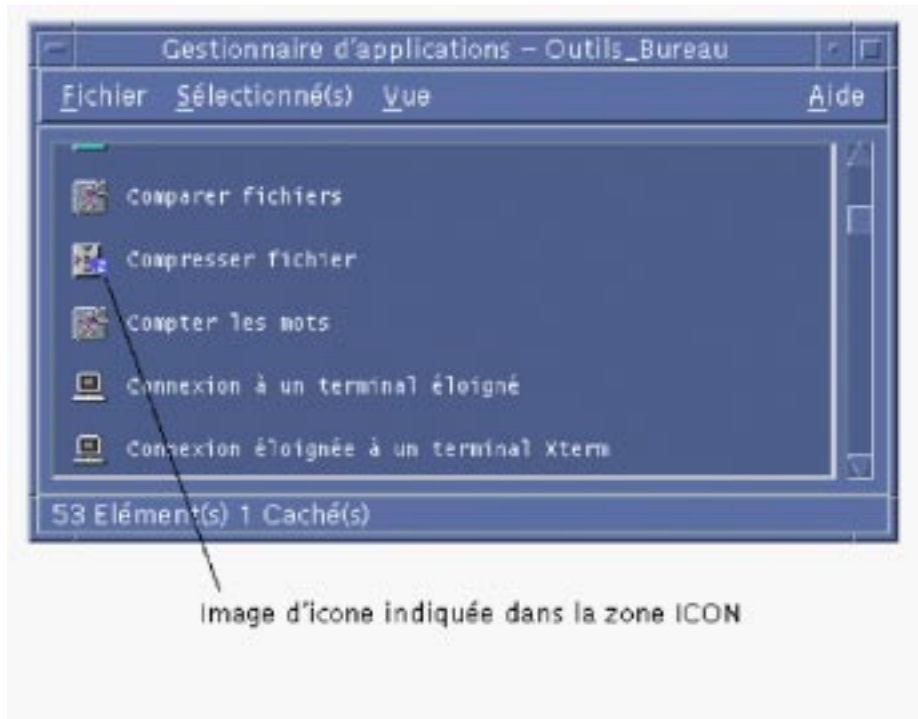 Gestionnaire d'applications – Outils_Bureau
Fichier Sélectionné(s) Vue Aide
Comparer fichiers
Compresser fichier
Compter les mots
Connexion à un terminal éloigné
Connexion éloignée à un terminal Xterm
53 Elément(s) 1 Caché(s)
Image d'icone indiquée dans la zone ICON